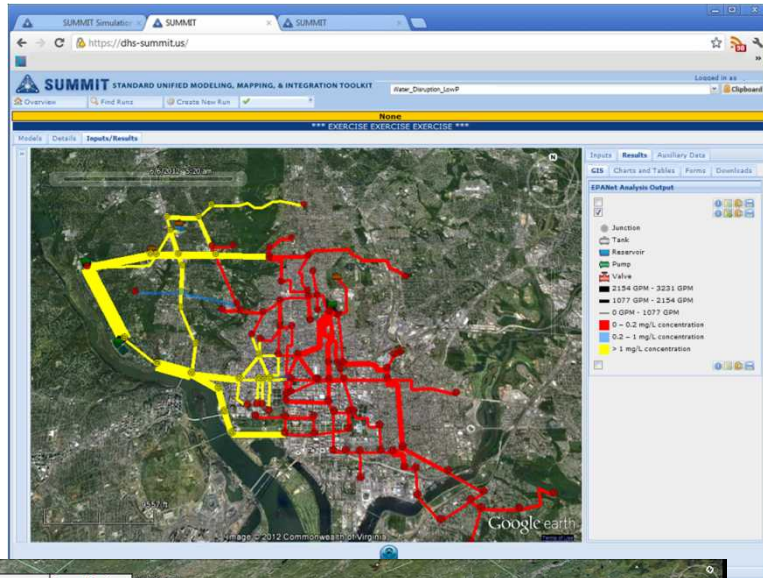 SUMMIT Simulation
SUMMIT
SUMMIT
https://dhs-summit.us/
SUMMIT STANDARD UNIFIED MODELING, MAPPING, & INTEGRATION TOOLKIT
Water_Disruption_LowP
Logged in as
Clipboard
Overview
Find Runs
Create New Run
None
*** EXERCISE EXERCISE EXERCISE ***
Models
Details
Inputs/Results
Inputs
Results
Auxiliary Data
GIS
Charts and Tables
Forms
Downloads
EPANet Analysis Output
Junction
Tank
Reservoir
Pump
Valve
2154 GPM - 3231 GPM
1077 GPM - 2154 GPM
0 GPM - 1077 GPM
0 - 0.2 mg/L concentration
0.2 - 1 mg/L concentration
> 1 mg/L concentration
Image © 2012 Commonwealth of Virginia
Google earth
Terms of Use